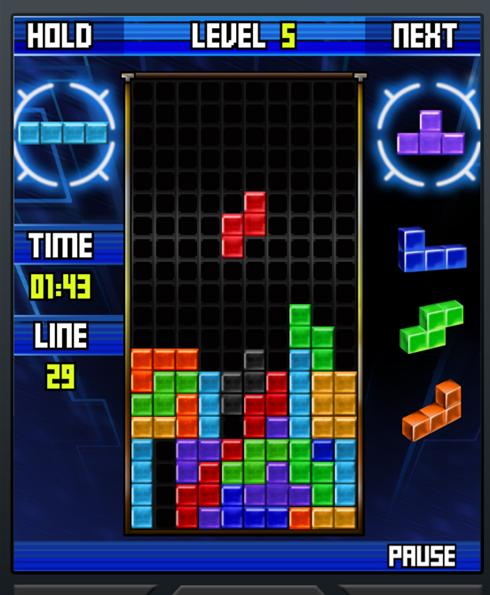 HOLD LEVEL 5 NEXT
TIME
01:43
LINE
29
PAUSE